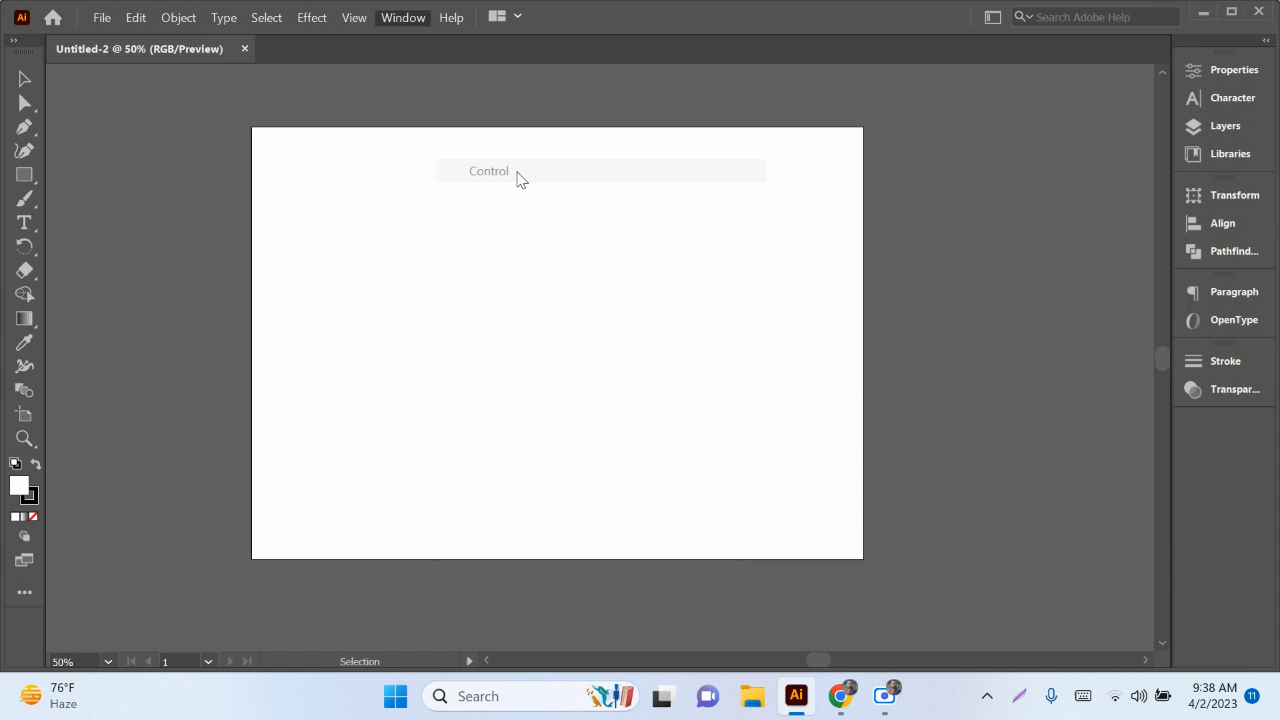 Ai File Edit Object Type Select Effect View Window Help Search Adobe Help
Untitled-2 @ 50% (RGB/Preview)
Control
Properties
Character
Layers
Libraries
Transform
Align
Pathfind...
Paragraph
OpenType
Stroke
Transpar...
50% 1 Selection
76°F
Haze
Search
Ai
9:38 AM
4/2/2023
11